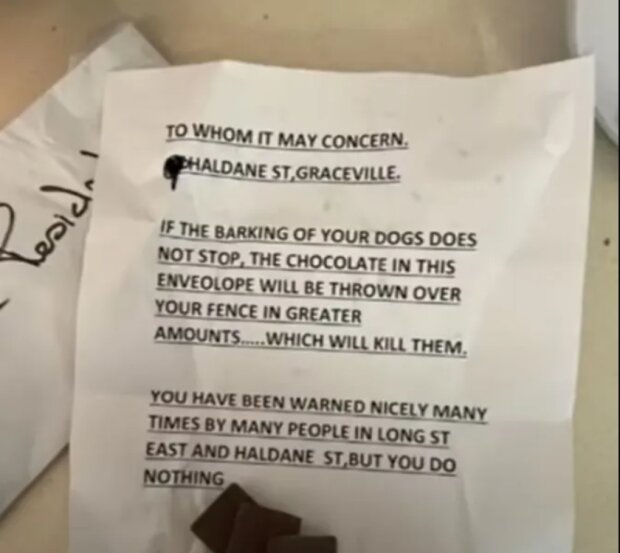 Resident
TO WHOM IT MAY CONCERN.
HALDANE ST,GRACEVILLE.
IF THE BARKING OF YOUR DOGS DOES
NOT STOP, THE CHOCOLATE IN THIS
ENVEOLOPE WILL BE THROWN OVER
YOUR FENCE IN GREATER
AMOUNTS.....WHICH WILL KILL THEM.
YOU HAVE BEEN WARNED NICELY MANY
TIMES BY MANY PEOPLE IN LONG ST
EAST AND HALDANE ST,BUT YOU DO
NOTHING